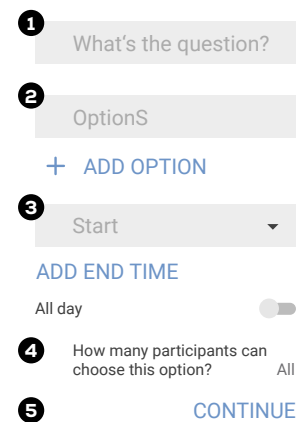 1
What's the question?
2
OptionS
+ ADD OPTION
3
Start
ADD END TIME
All day
4
How many participants can
choose this option? All
5
CONTINUE